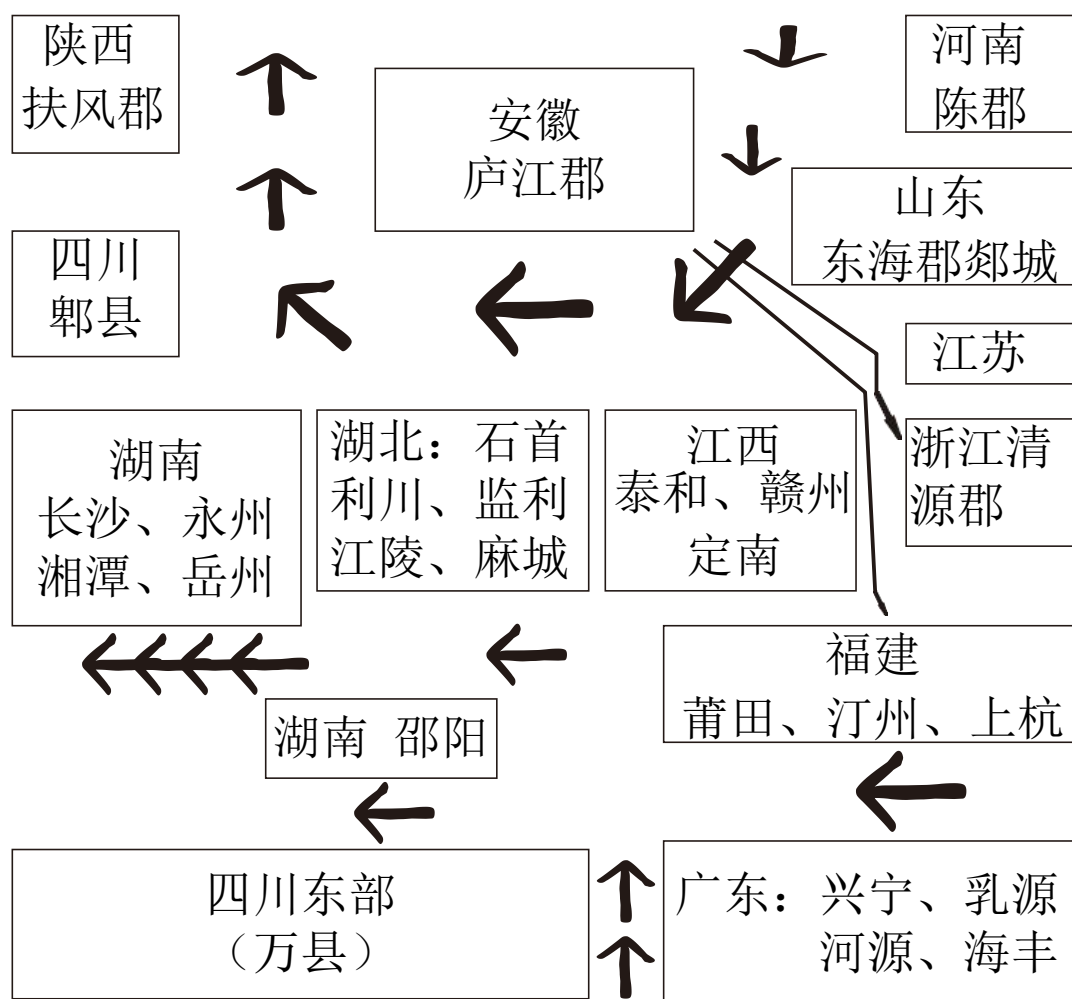 陕西
扶风郡
安徽
庐江郡
河南
陈郡
山东
东海郡郯城
四川
郫县
江苏
湖南
长沙、永州
湘潭、岳州
湖北：石首
利川、监利
江陵、麻城
江西
泰和、赣州
定南
浙江清
源郡
福建
莆田、汀州、上杭
湖南 邵阳
四川东部
（万县）
广东：兴宁、乳源
河源、海丰